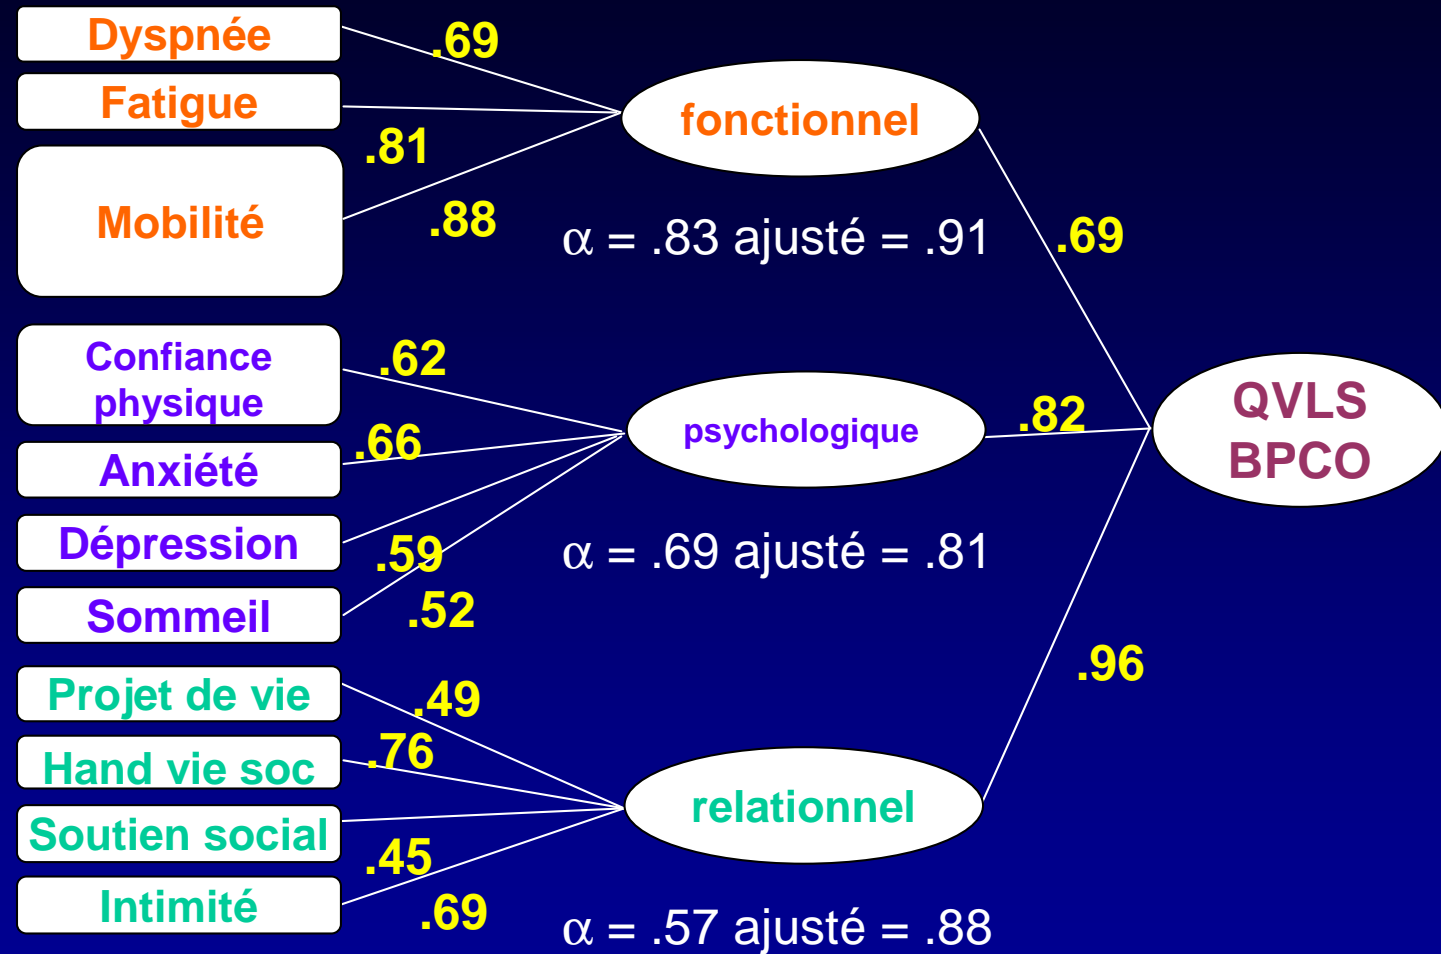 Dyspnée
.69
Fatigue
.81
Mobilité
.88
fonctionnel
α = .83 ajusté = .91
.69
Confiance
physique
.62
Anxiété
.66
Dépression
.59
Sommeil
.52
psychologique
α = .69 ajusté = .81
.82
QVLS
BPCO
Projet de vie
.49
Hand vie soc
.76
Soutien social
.45
Intimité
.69
relationnel
α = .57 ajusté = .88
.96